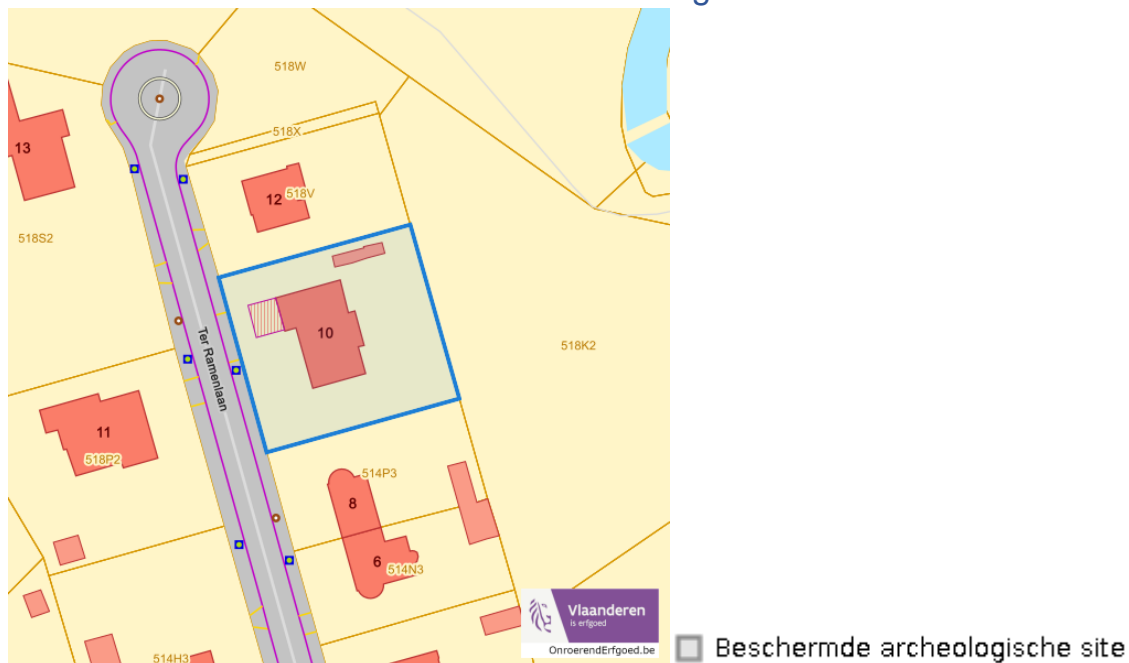 518W
518X
13
12
518V
518S2
10
518K2
Ter Ramenlaan
11
518P2
514P3
8
6
514N3
Vlaanderen
is erfgoed
OnroerendErfgoed.be
514H3
Beschermde archeologische site